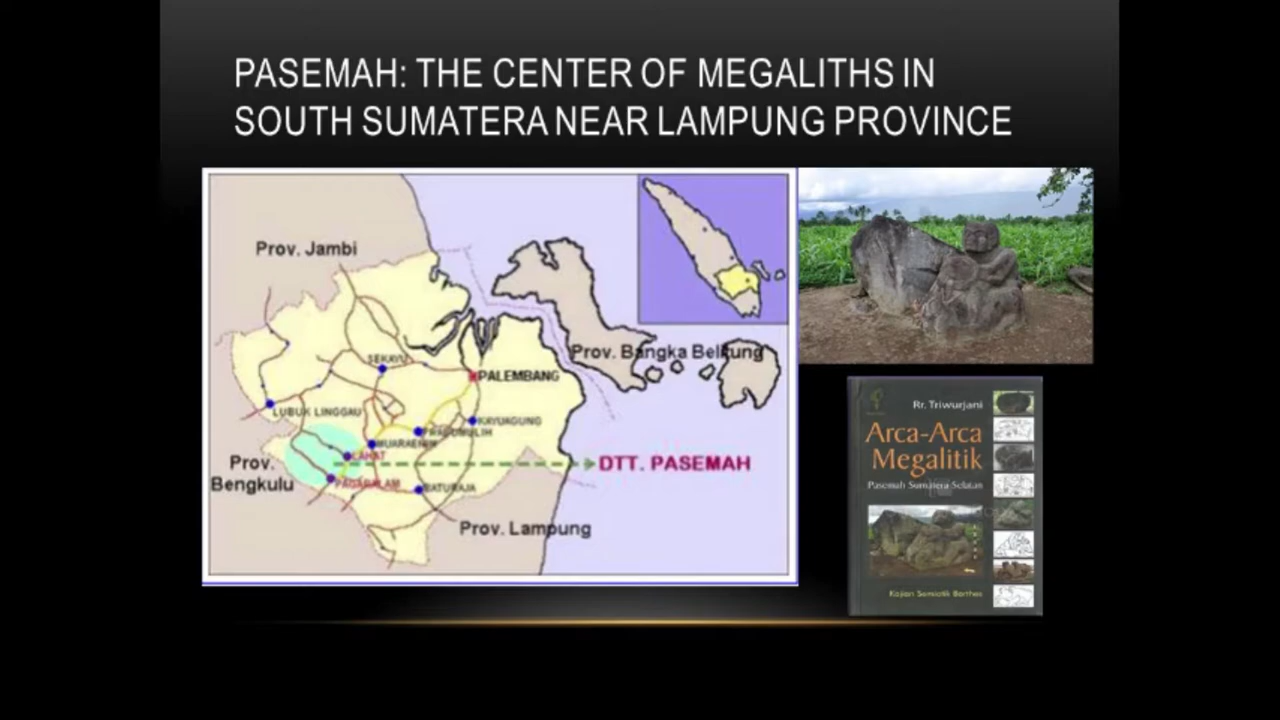 PASEMAH: THE CENTER OF MEGALITHS IN
SOUTH SUMATERA NEAR LAMPUNG PROVINCE
Prov. Jambi
SEKAYU
Prov. Bangka Belitung
PALEMBANG
LUBUK LINGGAU
KAYUAGUNG
PRABUMULIH
MUARAENIM
LAHAT
Prov.
Bengkulu
DTT. PASEMAH
PAGARALAM
BATURAJA
Prov. Lampung
Rr. Triwurjani
Arca-Arca
Megalitik
Pasemah Sumatera Selatan
Kajian Semiotik Barthes